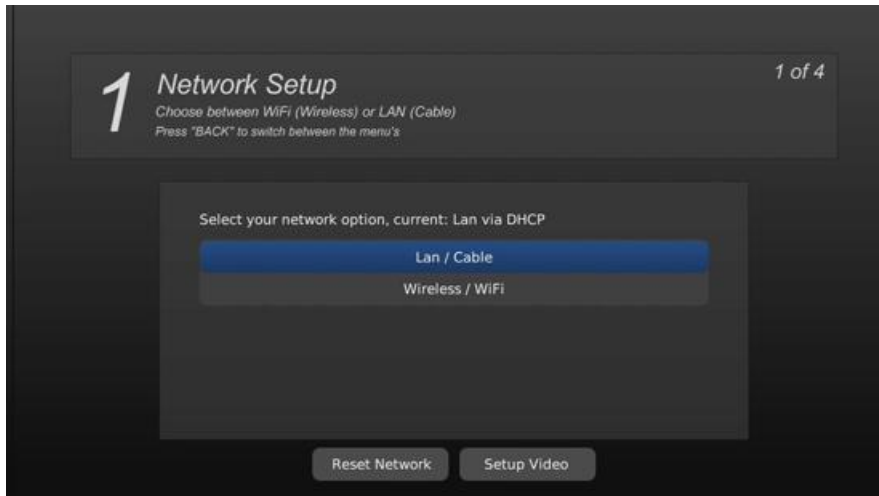 1 of 4
1
Network Setup
Choose between WiFi (Wireless) or LAN (Cable)
Press "BACK" to switch between the menu's
Select your network option, current: Lan via DHCP
Lan / Cable
Wireless / WiFi
Reset Network
Setup Video